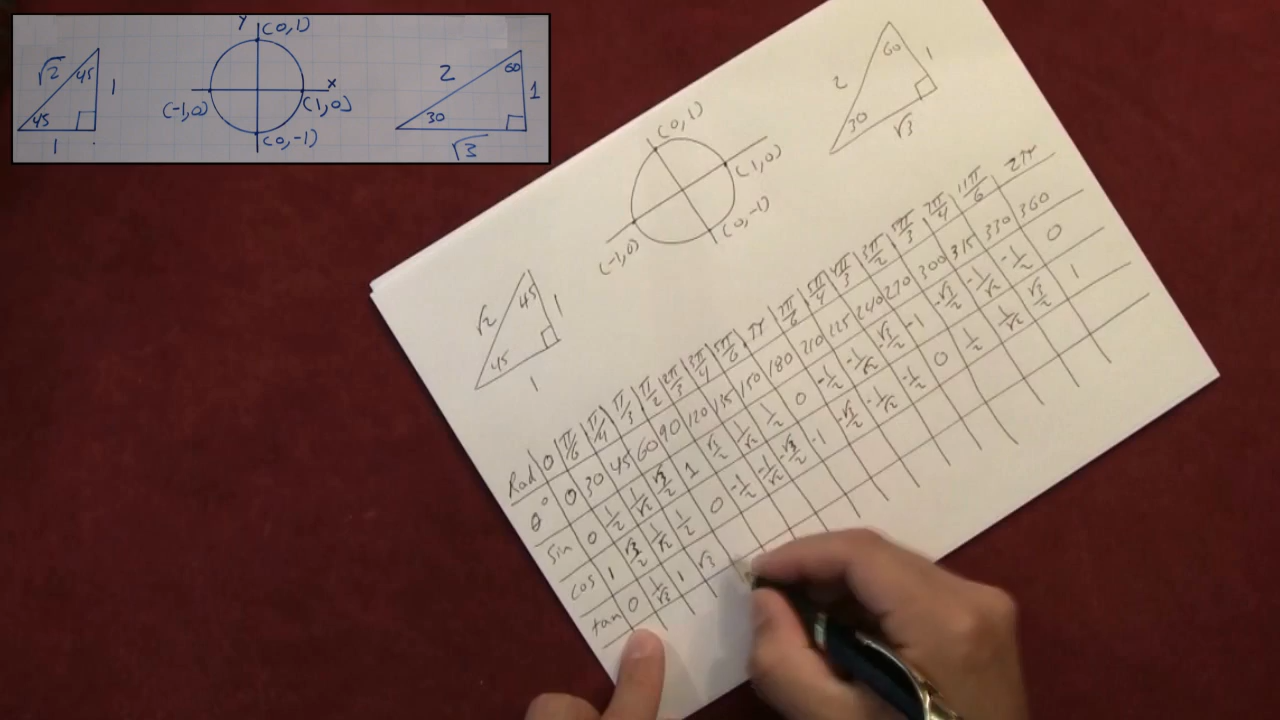 √2 45 1
45
1
Y (0,1)
x
(-1,0) (1,0)
(0,-1)
2 60 1
30
√3
2 60 1
30
√3
(0,1)
(1,0)
(-1,0)
(0,-1)
√2 45 1
45
1
Rad 0 π/6 π/4 π/3 π/2 2π/3 3π/4 5π/6 π 7π/6 5π/4 4π/3 3π/2 5π/3 7π/4 11π/6 2π
θ° 0 30 45 60 90 120 135 150 180 210 225 240 270 300 315 330 360
Sin 0 1/2 1/√2 √3/2 1 √3/2 1/√2 1/2 0 -1/2 -1/√2 -√3/2 -1 -√3/2 -1/√2 -1/2 0
cos 1 √3/2 1/√2 1/2 0 -1/2 -1/√2 -√3/2 -1 -√3/2 -1/√2 -1/2 0 1/2 1/√2 √3/2 1
tan 0 1/√3 1 √3